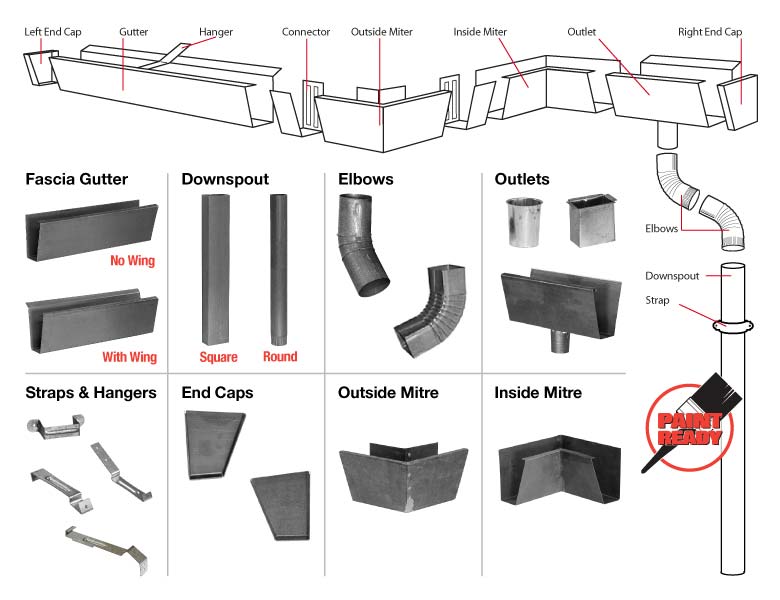 Left End Cap
Gutter
Hanger
Connector
Outside Miter
Inside Miter
Outlet
Right End Cap
Fascia Gutter
Downspout
Elbows
Outlets
No Wing
With Wing
Square
Round
Elbows
Downspout
Strap
Straps & Hangers
End Caps
Outside Mitre
Inside Mitre
PAINT
READY